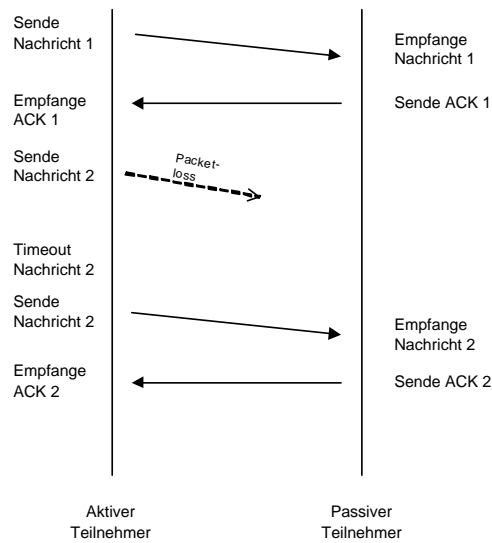 Sende
Nachricht 1
Empfange
Nachricht 1
Empfange
ACK 1
Sende ACK 1
Sende
Nachricht 2
Packet-
loss
Timeout
Nachricht 2
Sende
Nachricht 2
Empfange
Nachricht 2
Empfange
ACK 2
Sende ACK 2
Aktiver
Teilnehmer
Passiver
Teilnehmer